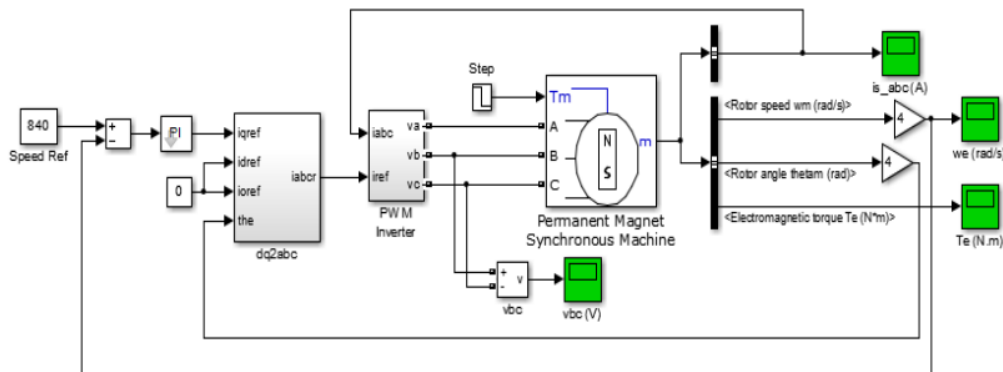 840
Speed Ref
+
−
PI
0
iqref
idref
ioref
the
iabcr
dq2abc
iabc
iref
va
vb
vc
PWM
Inverter
Step
Tm
A
B
C
N
S
m
Permanent Magnet
Synchronous Machine
+
−
v
vbc
vbc (V)
is_abc (A)
<Rotor speed wm (rad/s)>
4
we (rad/s)
4
<Rotor angle thetam (rad)>
<Electromagnetic torque Te (N*m)>
Te (N.m)